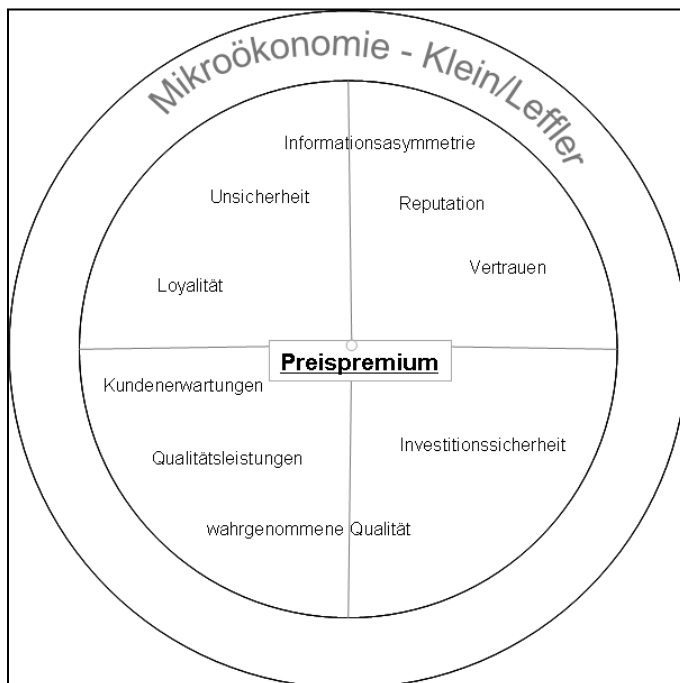 Mikroökonomie - Klein/Leffler
Informationsasymmetrie
Unsicherheit
Reputation
Vertrauen
Loyalität
Preispremium
Kundenerwartungen
Investitionssicherheit
Qualitätsleistungen
wahrgenommene Qualität